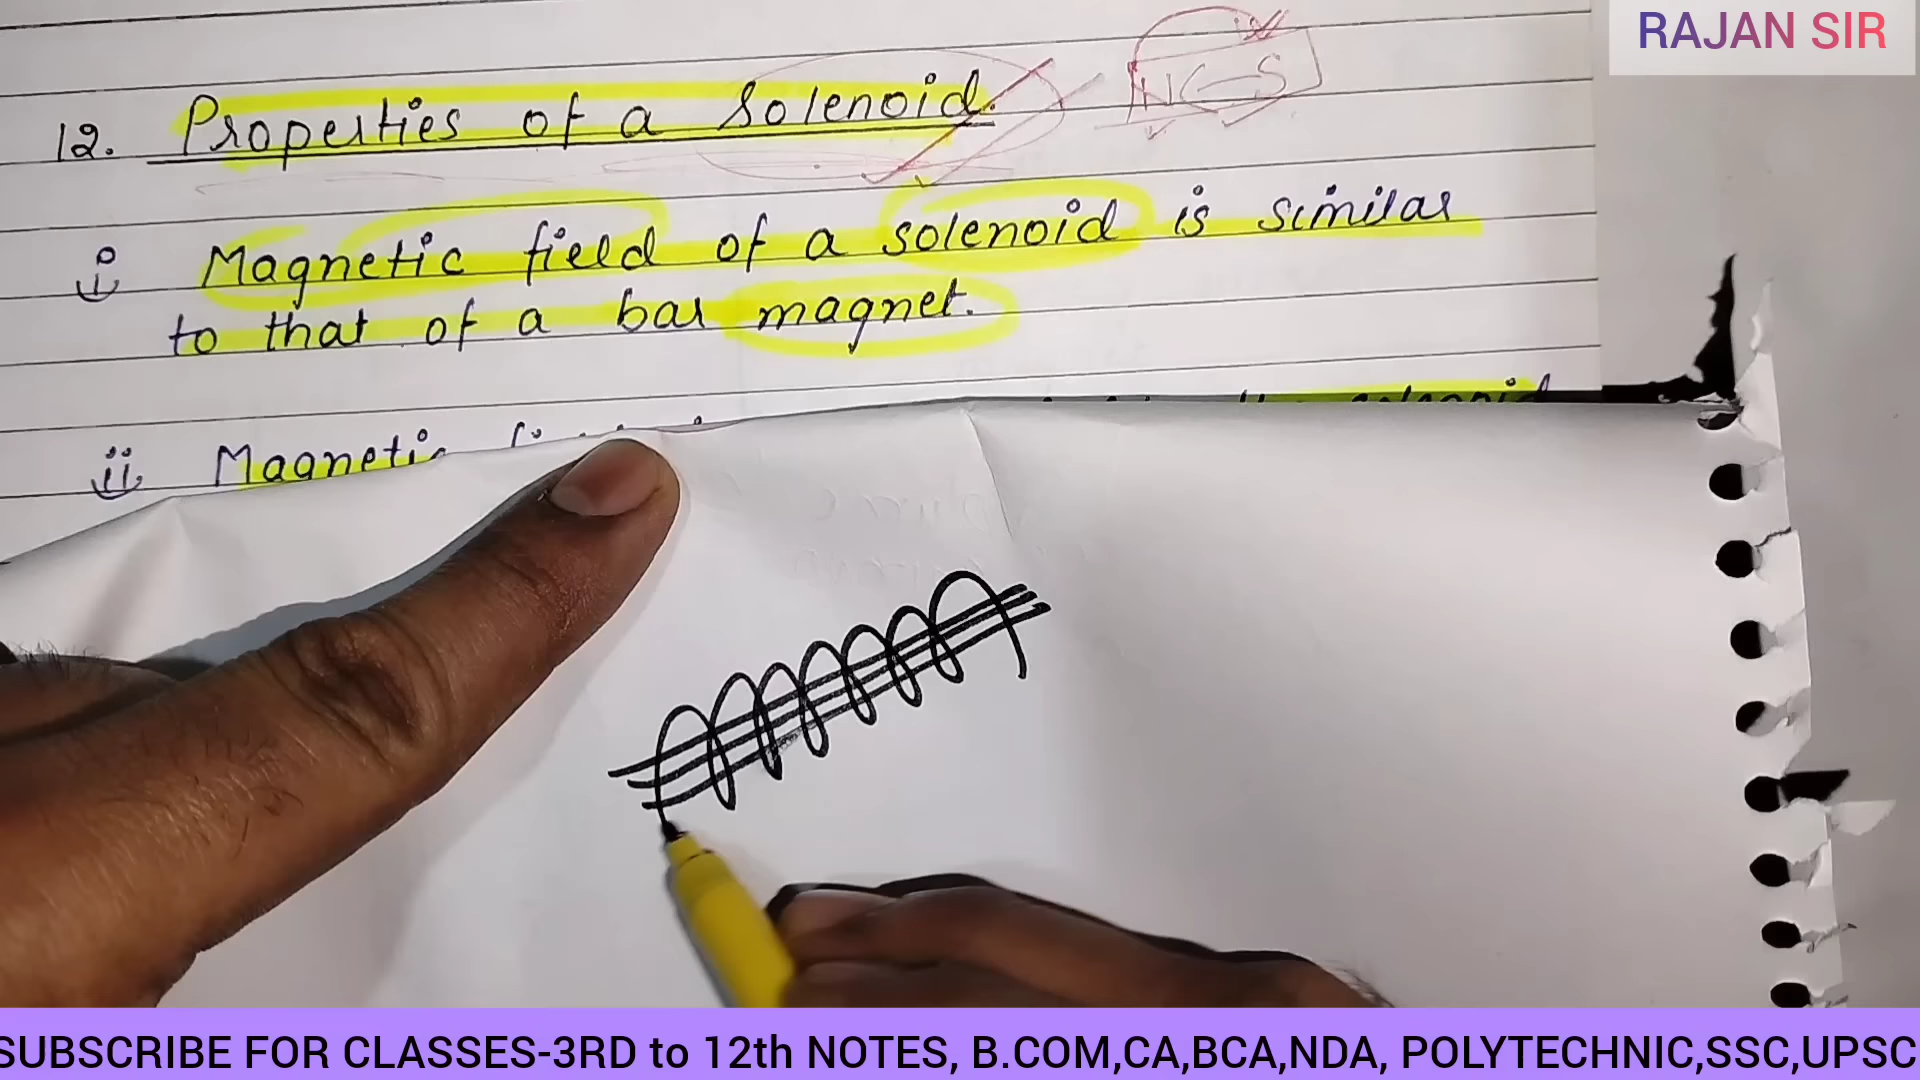 RAJAN SIR
N S
12. Properties of a Solenoid.
i Magnetic field of a solenoid is similar
to that of a bar magnet.
ii. Magnetic solenoid
SUBSCRIBE FOR CLASSES-3RD to 12th NOTES, B.COM,CA,BCA,NDA, POLYTECHNIC,SSC,UPSC